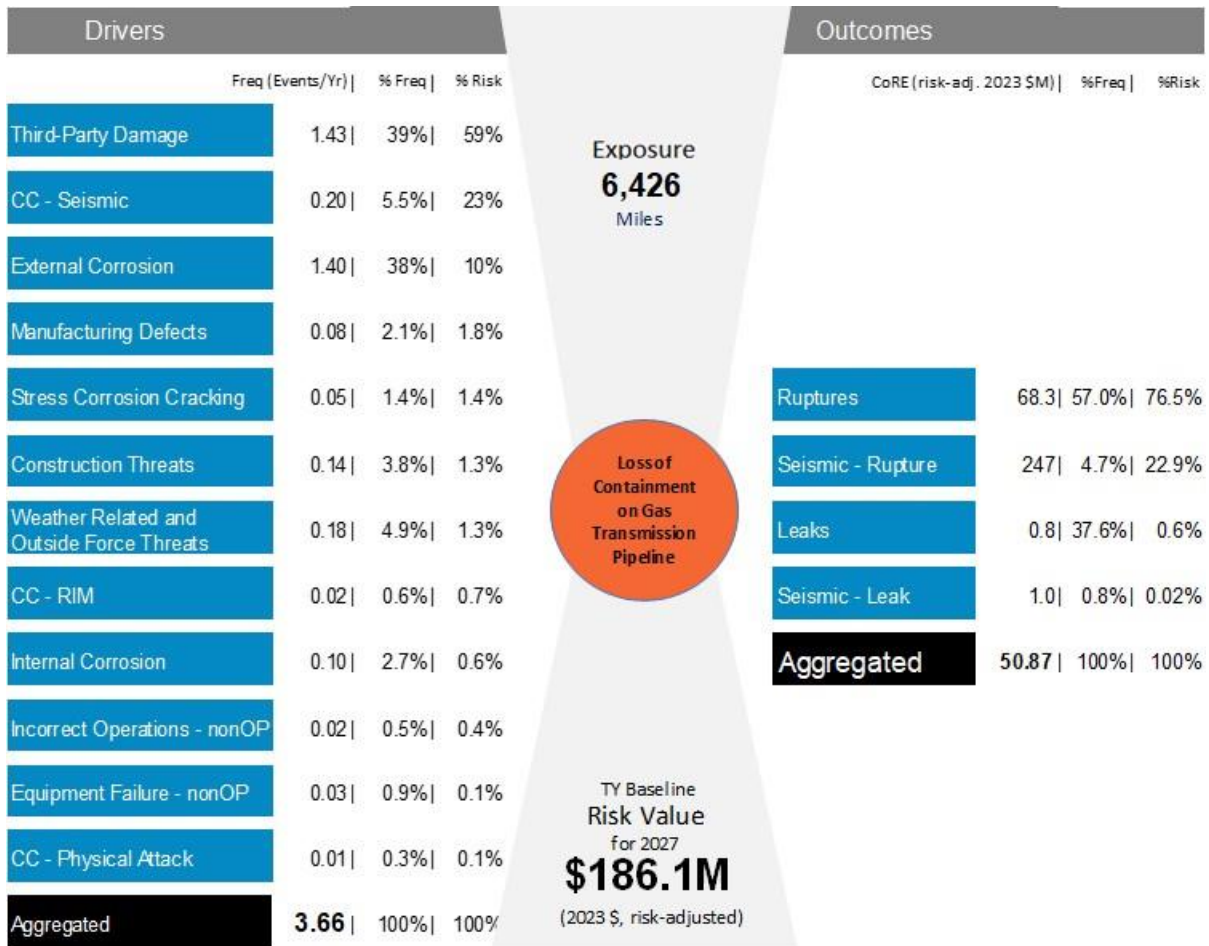 Drivers
Freq (Events/Yr)| % Freq| % Risk
Third-Party Damage 1.43| 39%| 59%
CC - Seismic 0.20| 5.5%| 23%
External Corrosion 1.40| 38%| 10%
Manufacturing Defects 0.08| 2.1%| 1.8%
Stress Corrosion Cracking 0.05| 1.4%| 1.4%
Construction Threats 0.14| 3.8%| 1.3%
Weather Related and
Outside Force Threats 0.18| 4.9%| 1.3%
CC - RIM 0.02| 0.6%| 0.7%
Internal Corrosion 0.10| 2.7%| 0.6%
Incorrect Operations - nonOP 0.02| 0.5%| 0.4%
Equipment Failure - nonOP 0.03| 0.9%| 0.1%
CC - Physical Attack 0.01| 0.3%| 0.1%
Aggregated 3.66| 100%| 100%
Exposure
6,426
Miles
Loss of
Containment
on Gas
Transmission
Pipeline
TY Baseline
Risk Value
for 2027
$186.1M
(2023 $, risk-adjusted)
Outcomes
CoRE (risk-adj. 2023 $M)| %Freq| %Risk
Ruptures 68.3| 57.0%| 76.5%
Seismic - Rupture 247| 4.7%| 22.9%
Leaks 0.8| 37.6%| 0.6%
Seismic - Leak 1.0| 0.8%| 0.02%
Aggregated 50.87| 100%| 100%